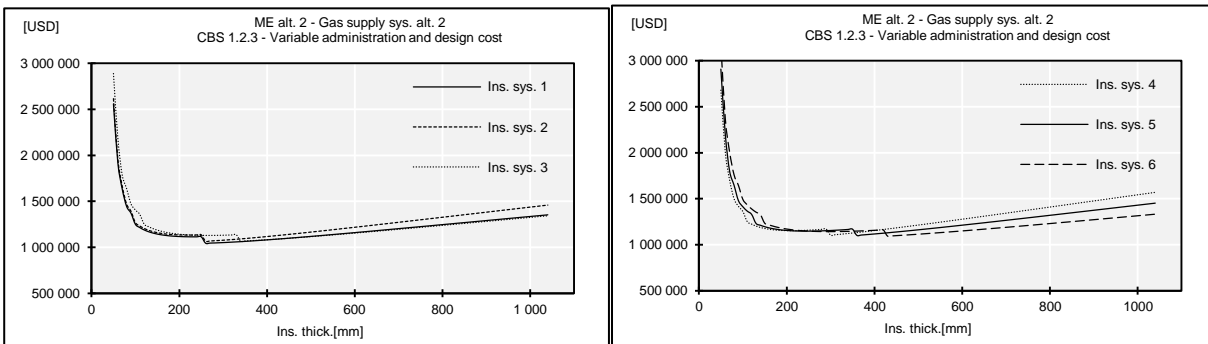 [USD]
ME alt. 2 - Gas supply sys. alt. 2
CBS 1.2.3 - Variable administration and design cost
3 000 000
2 500 000
2 000 000
1 500 000
1 000 000
500 000
Ins. sys. 1
Ins. sys. 2
Ins. sys. 3
0
200
400
600
800
1 000
Ins. thick.[mm]
[USD]
ME alt. 2 - Gas supply sys. alt. 2
CBS 1.2.3 - Variable administration and design cost
3 000 000
2 500 000
2 000 000
1 500 000
1 000 000
500 000
Ins. sys. 4
Ins. sys. 5
Ins. sys. 6
0
200
400
600
800
1 000
Ins. thick.[mm]